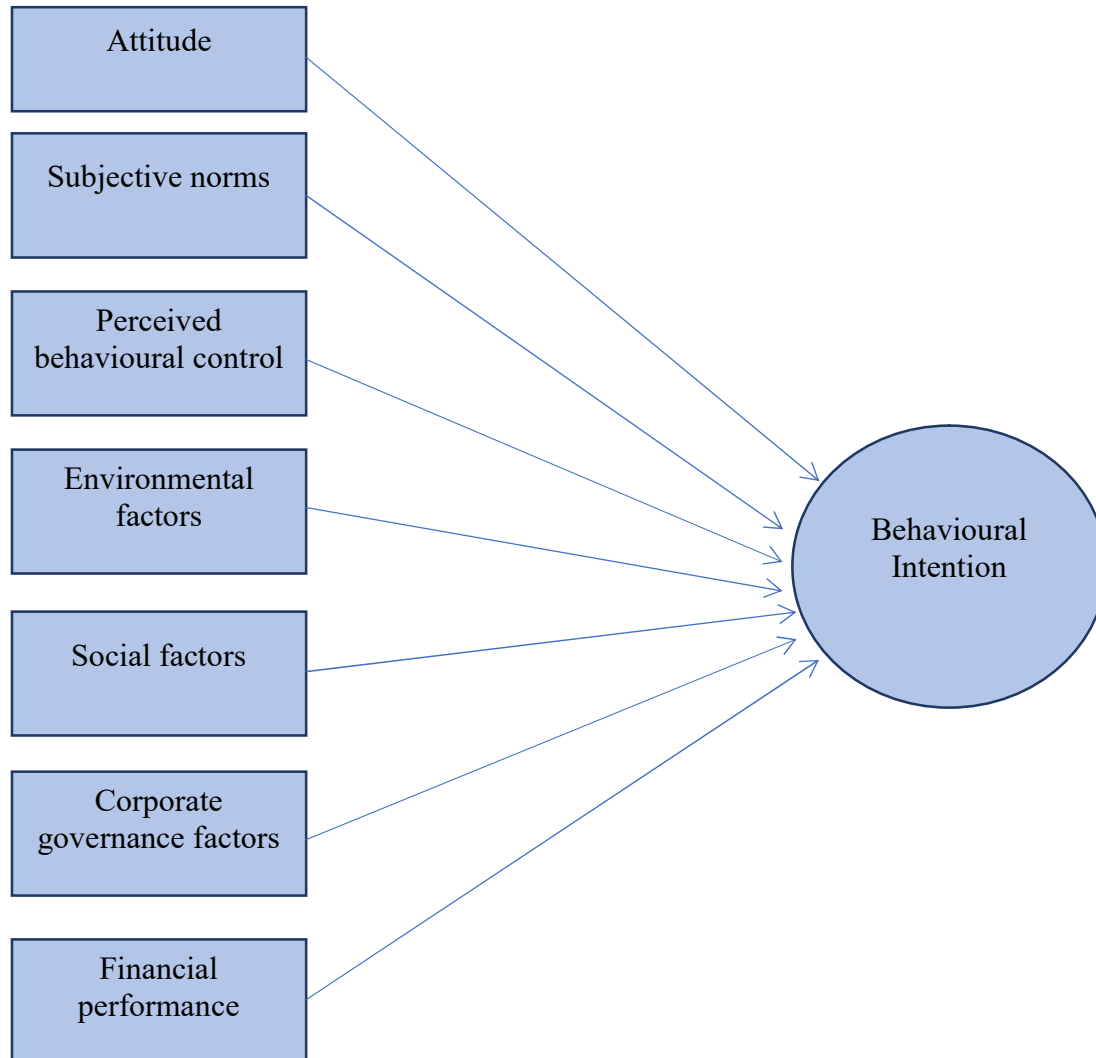 Attitude
Subjective norms
Perceived
behavioural control
Environmental
factors
Social factors
Corporate
governance factors
Financial
performance
Behavioural
Intention